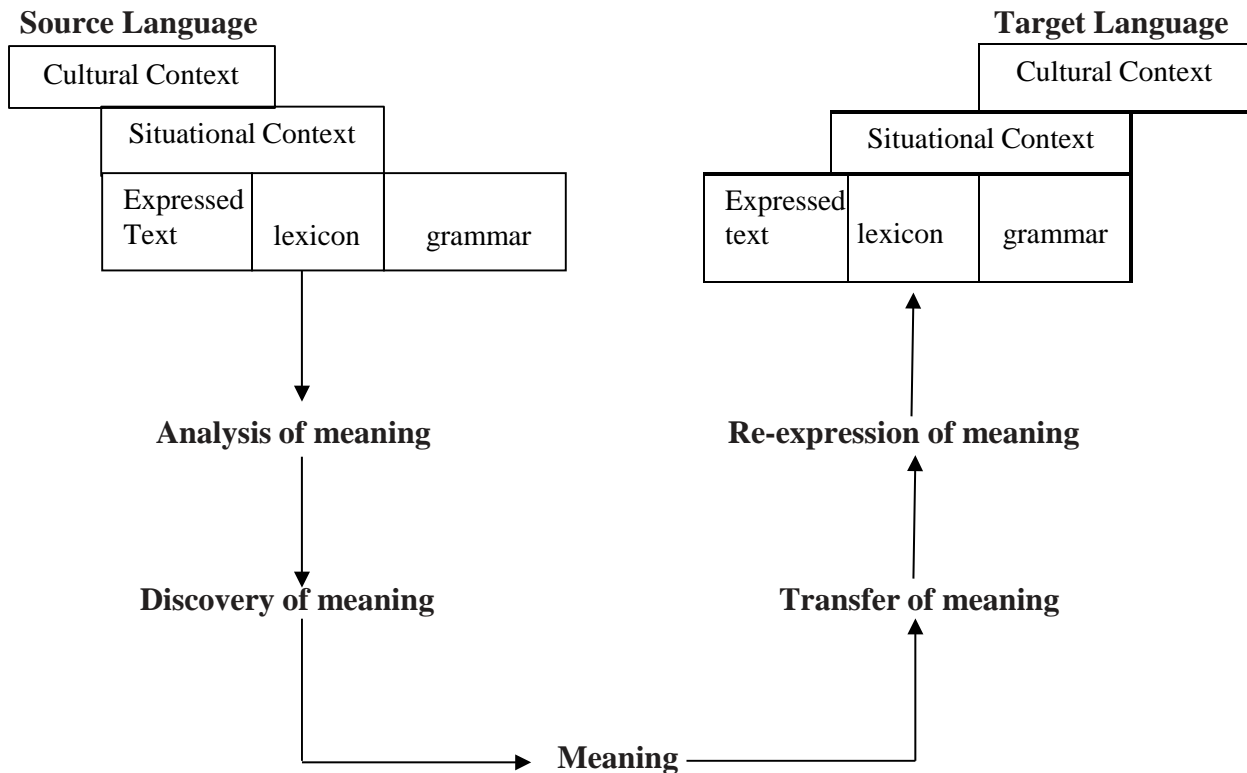 Source Language
Target Language
Cultural Context
Cultural Context
Situational Context
Situational Context
Expressed
Text
lexicon
grammar
Expressed
text
lexicon
grammar
Analysis of meaning
Re-expression of meaning
Discovery of meaning
Transfer of meaning
Meaning